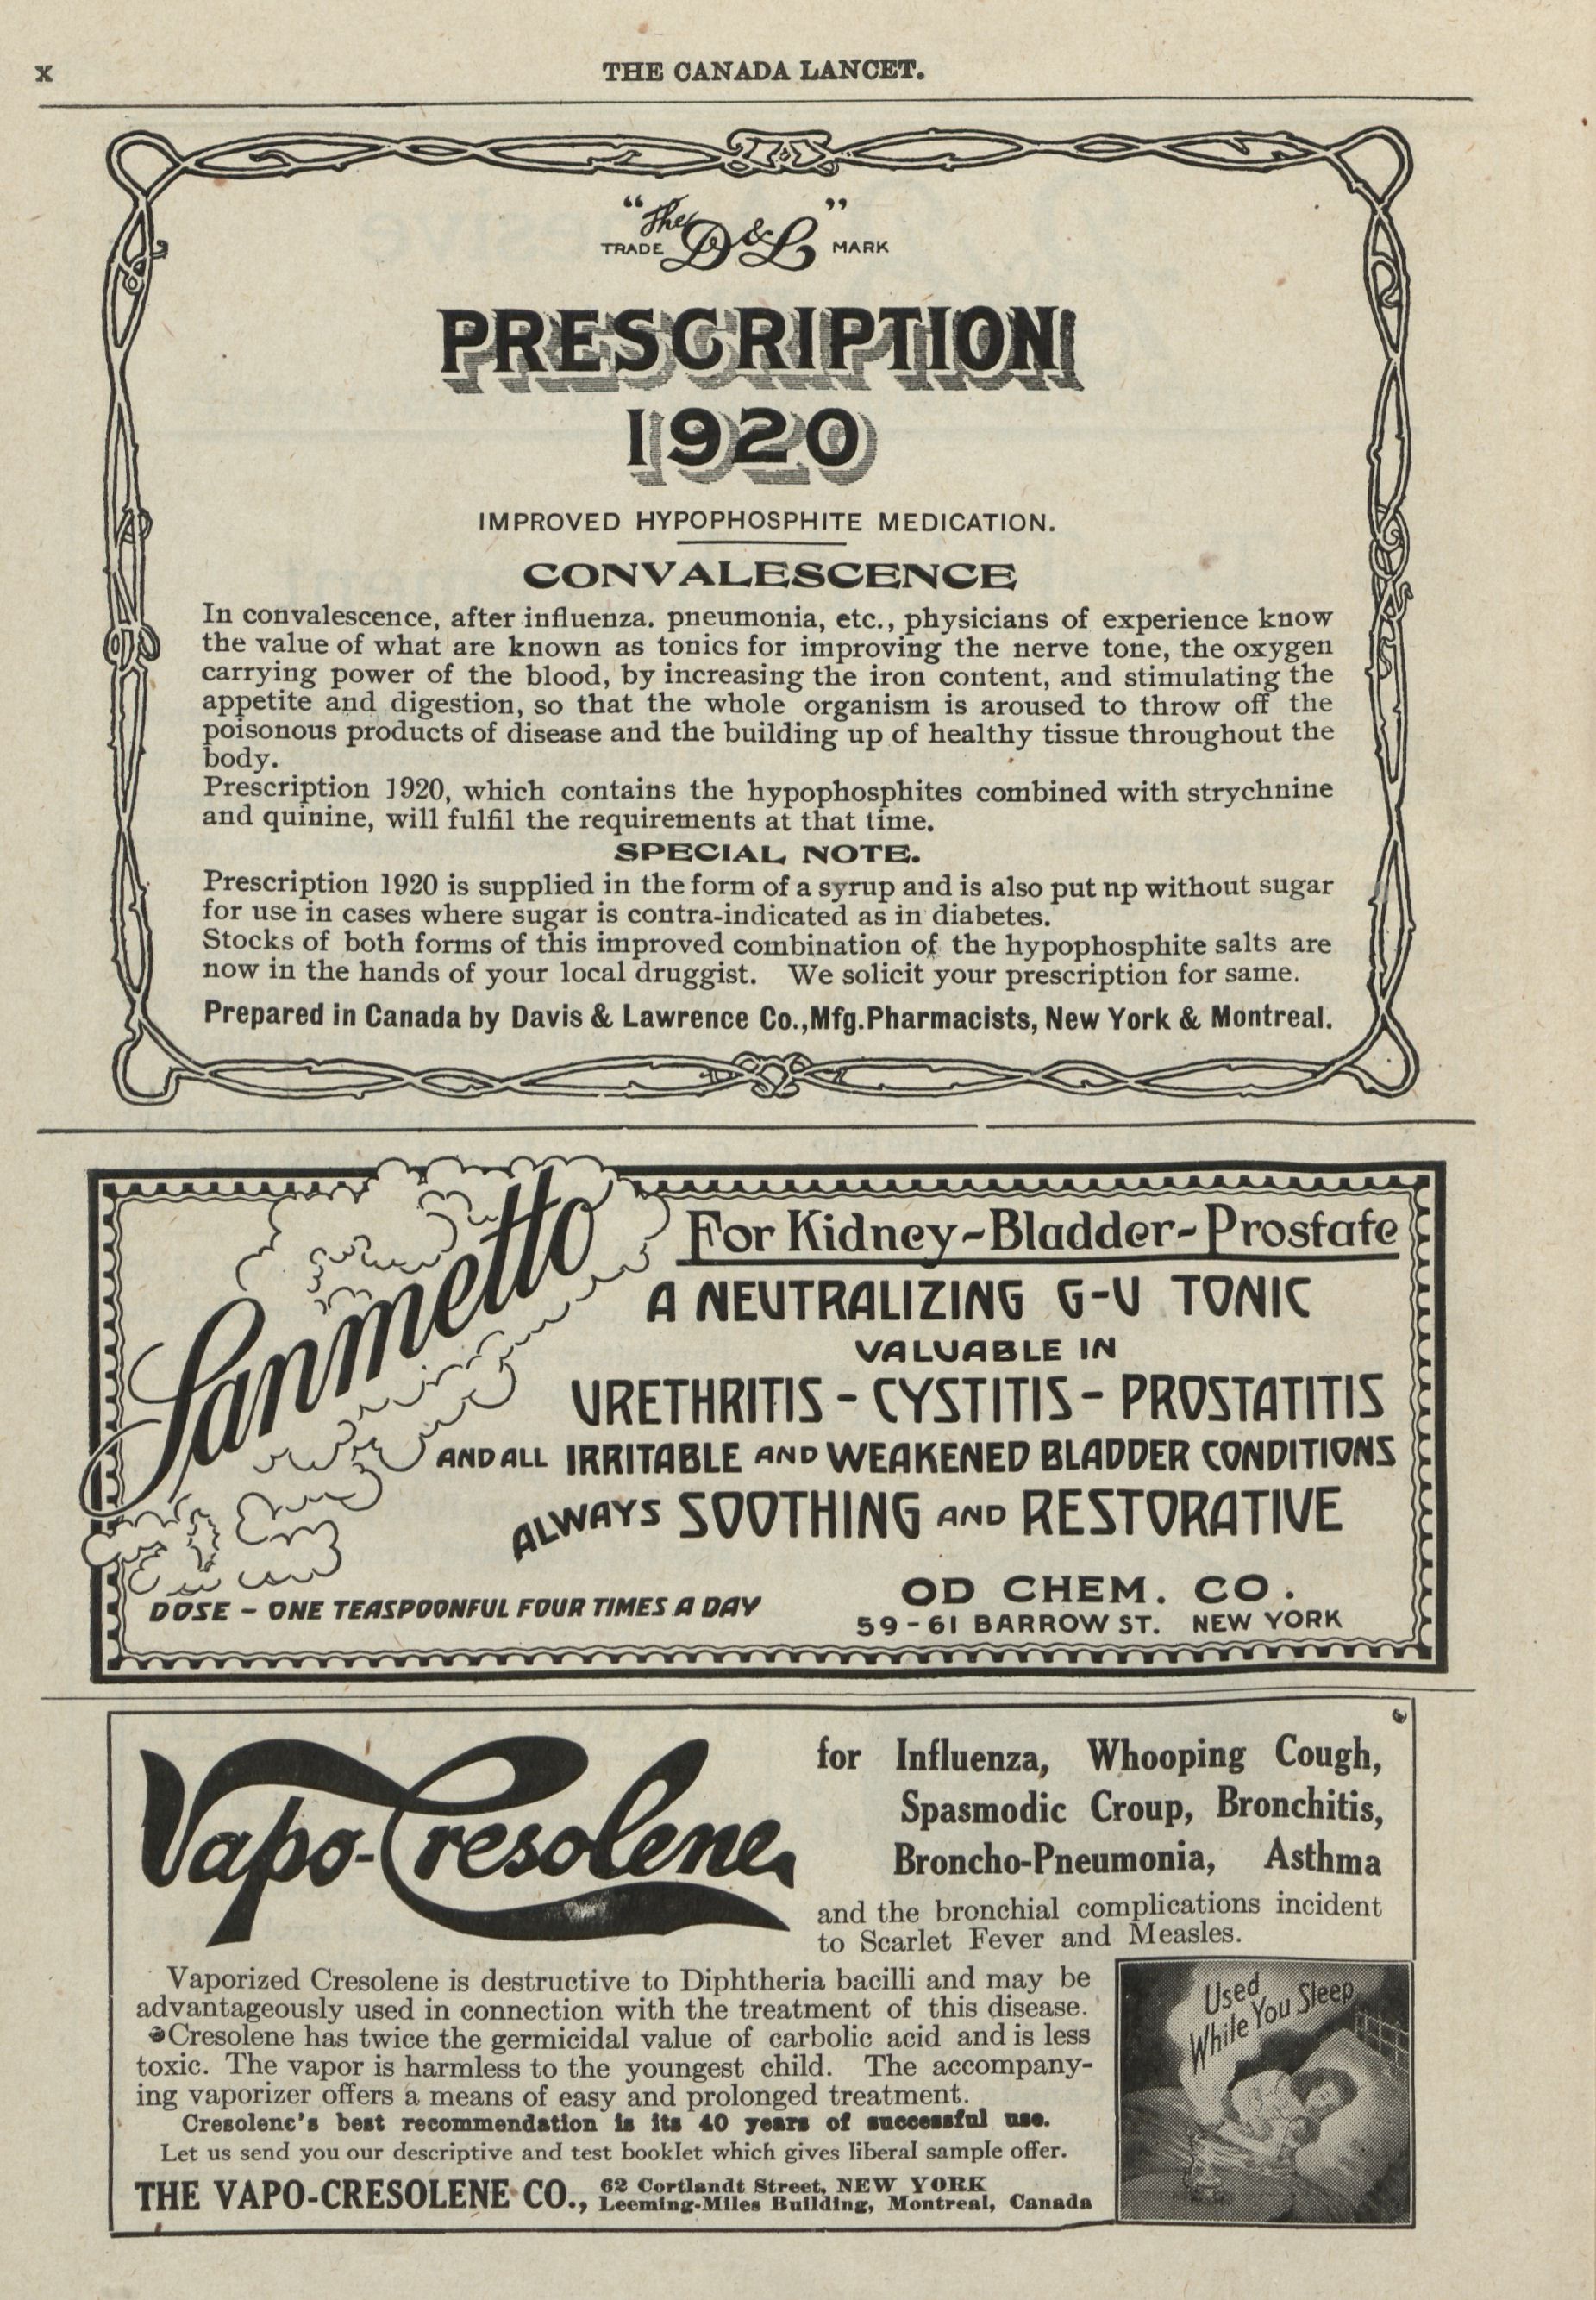 x
THE CANADA LANCET.
"The D&L"
TRADE MARK
PRESCRIPTION
1920
IMPROVED HYPOPHOSPHITE MEDICATION.
CONVALESCENCE
In convalescence, after influenza. pneumonia, etc., physicians of experience know
the value of what are known as tonics for improving the nerve tone, the oxygen
carrying power of the blood, by increasing the iron content, and stimulating the
appetite and digestion, so that the whole organism is aroused to throw off the
poisonous products of disease and the building up of healthy tissue throughout the
body.
Prescription 1920, which contains the hypophosphites combined with strychnine
and quinine, will fulfil the requirements at that time.
SPECIAL NOTE.
Prescription 1920 is supplied in the form of a syrup and is also put np without sugar
for use in cases where sugar is contra-indicated as in diabetes.
Stocks of both forms of this improved combination of the hypophosphite salts are
now in the hands of your local druggist. We solicit your prescription for same.
Prepared in Canada by Davis & Lawrence Co.,Mfg.Pharmacists, New York & Montreal.
Sanmetto
For Kidney-Bladder-Prostate
A NEUTRALIZING G-U TONIC
VALUABLE IN
URETHRITIS - CYSTITIS - PROSTATITIS
AND ALL IRRITABLE AND WEAKENED BLADDER CONDITIONS
ALWAYS SOOTHING AND RESTORATIVE
DOSE - ONE TEASPOONFUL FOUR TIMES A DAY
OD CHEM. CO.
59-61 BARROW ST. NEW YORK
Vapo-Cresolene
for Influenza, Whooping Cough,
Spasmodic Croup, Bronchitis,
Broncho-Pneumonia, Asthma
and the bronchial complications incident
to Scarlet Fever and Measles.
Vaporized Cresolene is destructive to Diphtheria bacilli and may be
advantageously used in connection with the treatment of this disease.
Cresolene has twice the germicidal value of carbolic acid and is less
toxic. The vapor is harmless to the youngest child. The accompany-
ing vaporizer offers a means of easy and prolonged treatment.
Cresolene's best recommendation is its 40 years of successful use.
Let us send you our descriptive and test booklet which gives liberal sample offer.
THE VAPO-CRESOLENE CO., 62 Cortlandt Street, NEW YORK
Leeming-Miles Building, Montreal, Canada
Used
While You Sleep